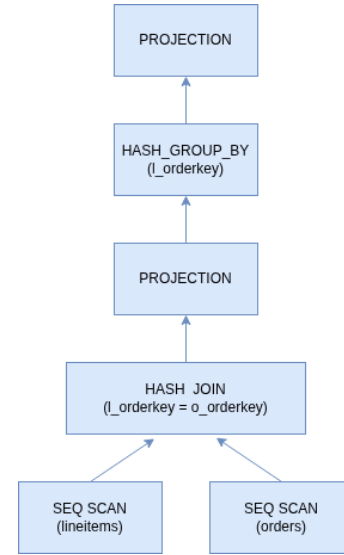 PROJECTION
HASH_GROUP_BY
(l_orderkey)
PROJECTION
HASH JOIN
(l_orderkey = o_orderkey)
SEQ SCAN
(lineitems)
SEQ SCAN
(orders)